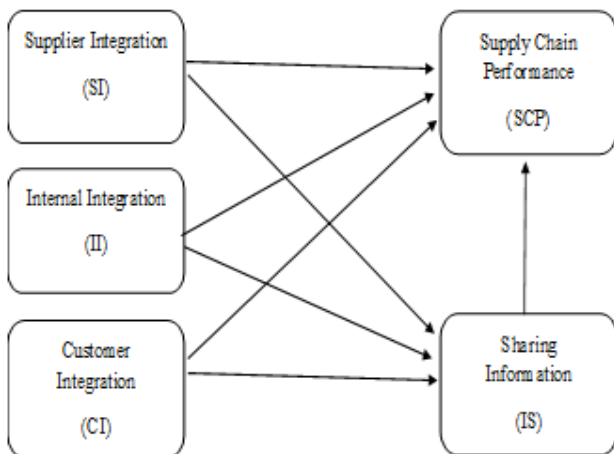 Supplier Integration
(SI)
Supply Chain
Performance
(SCP)
Internal Integration
(II)
Customer
Integration
(CI)
Sharing
Information
(IS)